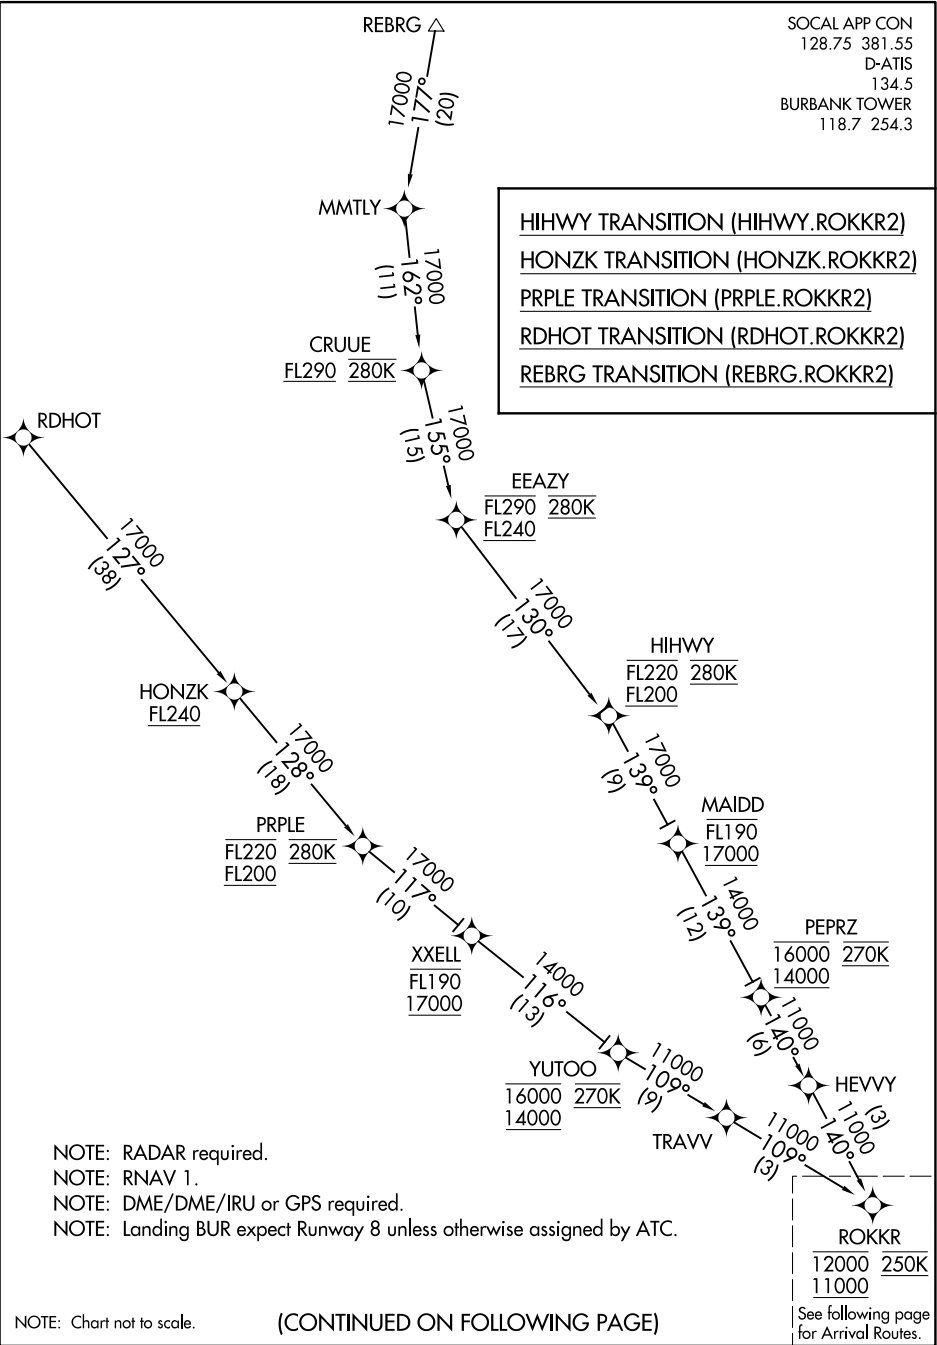 REBRG
SOCAL APP CON
128.75 381.55
D-ATIS
134.5
BURBANK TOWER
118.7 254.3
17000
177°
(20)
MMTLY
HIHWY TRANSITION (HIHWY.ROKKR2)
HONZK TRANSITION (HONZK.ROKKR2)
PRPLE TRANSITION (PRPLE.ROKKR2)
RDHOT TRANSITION (RDHOT.ROKKR2)
REBRG TRANSITION (REBRG.ROKKR2)
17000
162°
(11)
CRUUE
FL290 280K
17000
155°
(15)
RDHOT
EEAZY
FL290 280K
FL240
17000
127°
(38)
17000
130°
(17)
HIHWY
FL220 280K
FL200
HONZK
FL240
17000
139°
(9)
17000
128°
(18)
MAIDD
FL190
17000
PRPLE
FL220 280K
FL200
17000
117°
(10)
14000
139°
(12)
PEPRZ
16000 270K
14000
XXELL
FL190
17000
14000
116°
(13)
11000
140°
(6)
YUTOO
16000 270K
14000
11000
109°
(9)
HEVVY
(3)
11000
140°
TRAVV
11000
109°
(3)
NOTE: RADAR required.
NOTE: RNAV 1.
NOTE: DME/DME/IRU or GPS required.
NOTE: Landing BUR expect Runway 8 unless otherwise assigned by ATC.
ROKKR
12000 250K
11000
See following page
for Arrival Routes.
NOTE: Chart not to scale.
(CONTINUED ON FOLLOWING PAGE)